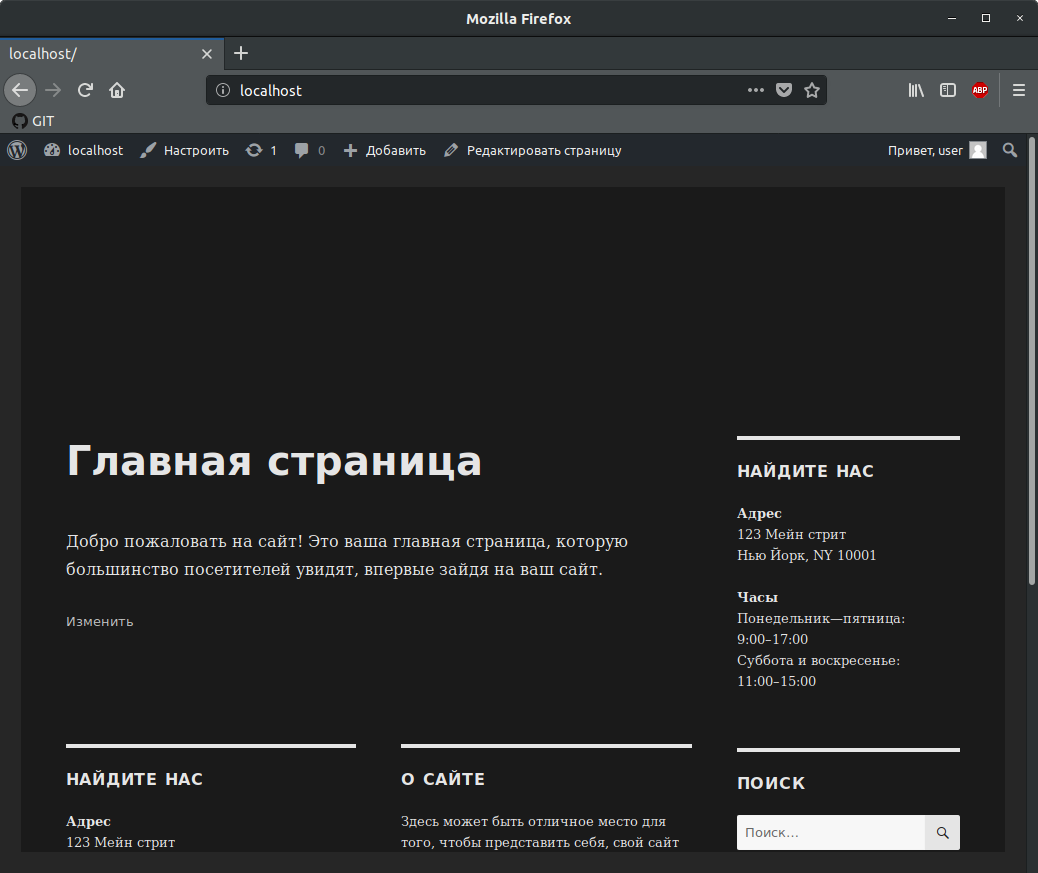 Mozilla Firefox
localhost/
localhost
ABP
GIT
localhost Настроить 1 0 Добавить Редактировать страницу Привет, user
Главная страница
Добро пожаловать на сайт! Это ваша главная страница, которую
большинство посетителей увидят, впервые зайдя на ваш сайт.
Изменить
НАЙДИТЕ НАС
Адрес
123 Мейн стрит
Нью Йорк, NY 10001
Часы
Понедельник—пятница:
9:00–17:00
Суббота и воскресенье:
11:00–15:00
НАЙДИТЕ НАС
Адрес
123 Мейн стрит
О САЙТЕ
Здесь может быть отличное место для
того, чтобы представить себя, свой сайт
ПОИСК
Поиск…